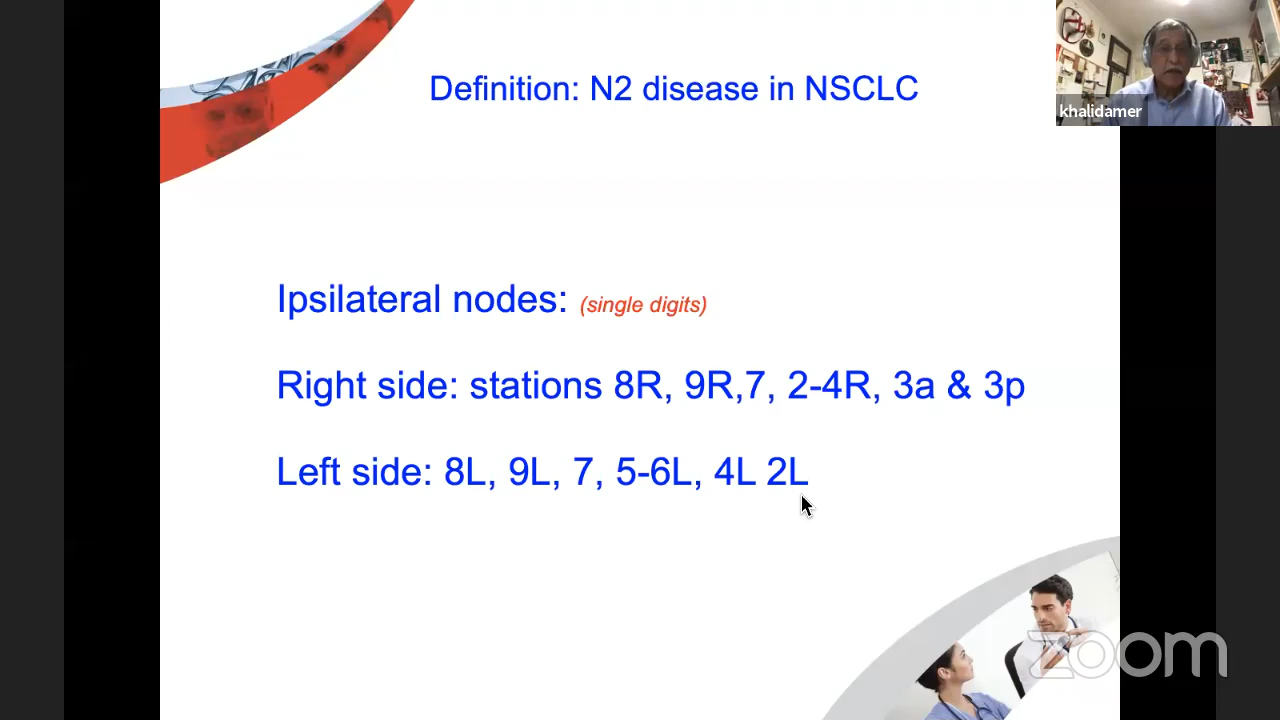 Definition: N2 disease in NSCLC
khalidamer
Ipsilateral nodes: (single digits)
Right side: stations 8R, 9R,7, 2-4R, 3a & 3p
Left side: 8L, 9L, 7, 5-6L, 4L 2L
zoom